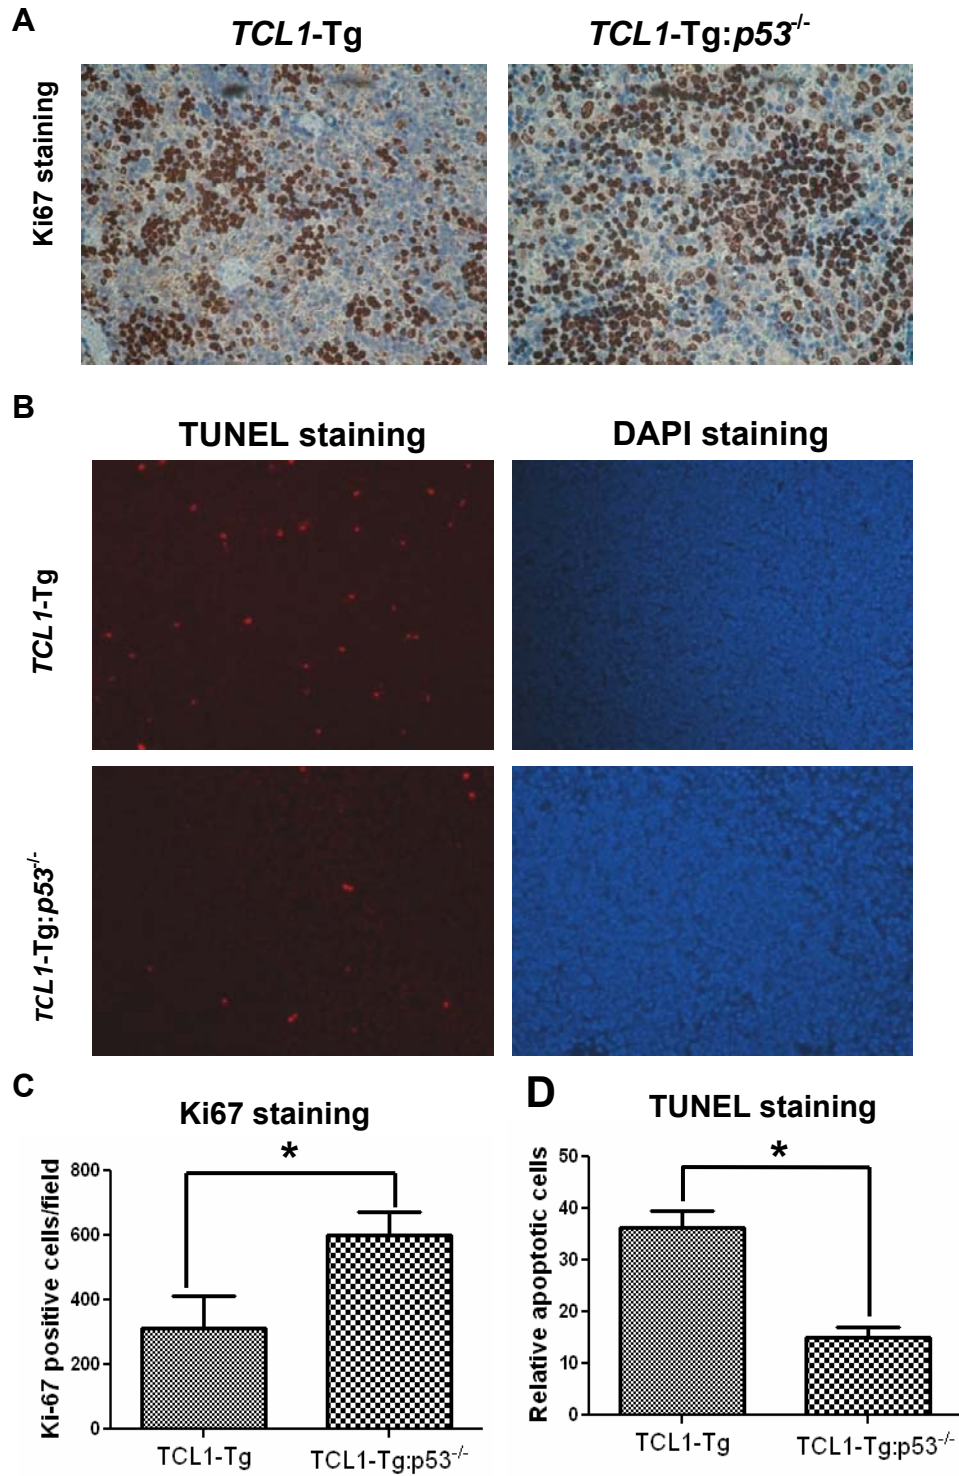 A
TCL1-Tg
TCL1-Tg:p53-/-
Ki67 staining
B
TUNEL staining
DAPI staining
TCL1-Tg
TCL1-Tg:p53-/-
C
Ki67 staining
*
Ki-67 positive cells/field
800
600
400
200
0
TCL1-Tg
TCL1-Tg:p53-/-
D
TUNEL staining
*
Relative apoptotic cells
50
40
30
20
10
0
TCL1-Tg
TCL1-Tg:p53-/-